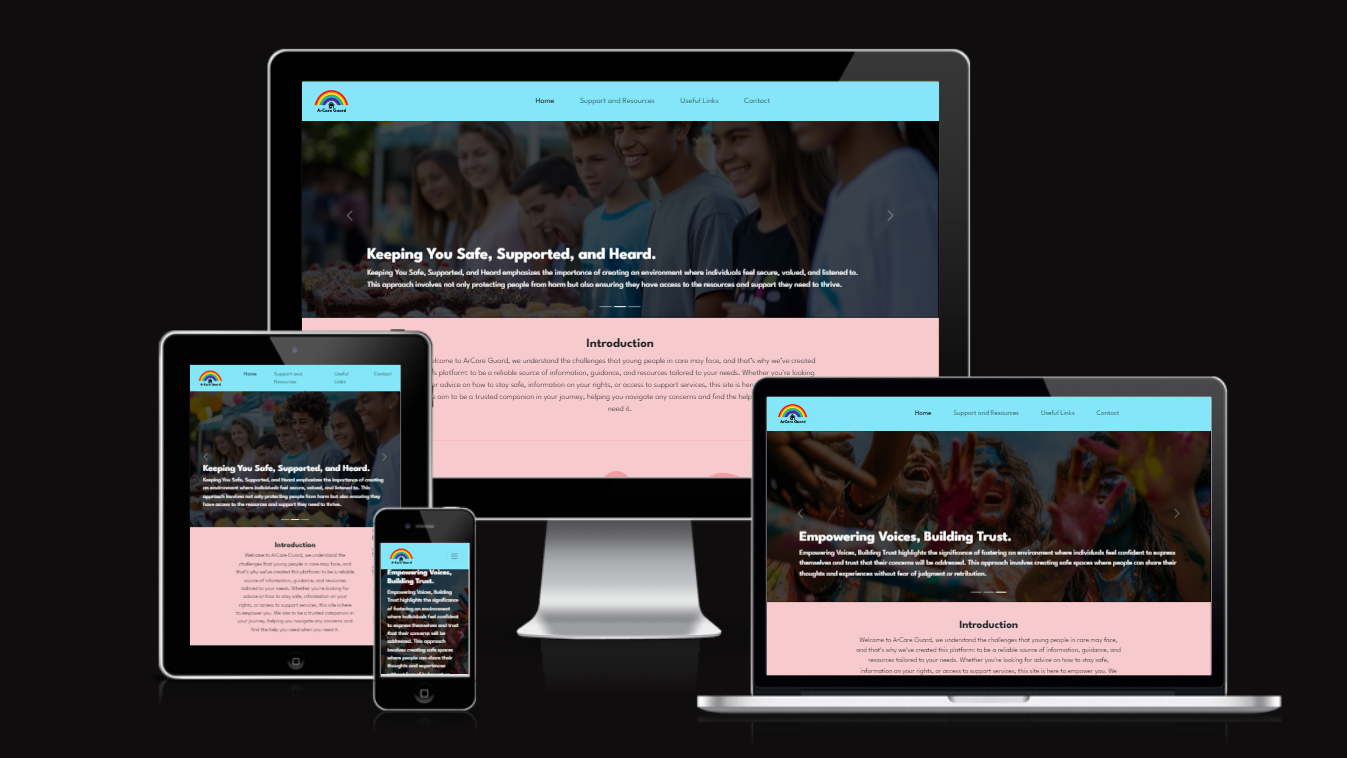 ArCare Guard
Home
Support and Resources
Useful Links
Contact
Keeping You Safe, Supported, and Heard.
Keeping You Safe, Supported, and Heard emphasizes the importance of creating an environment where individuals feel secure, valued, and listened to.
This approach involves not only protecting people from harm but also ensuring they have access to the resources and support they need to thrive.
Introduction
lcome to ArCare Guard, we understand the challenges that young people in care may face, and that's why we've created
s platform: to be a reliable source of information, guidance, and resources tailored to your needs. Whether you're looking
r advice on how to stay safe, information on your rights, or access to support services, this site is her
aim to be a trusted companion in your journey, helping you navigate any concerns and find the help
need it.
ArCare Guard
Home
Support and
Resources
Useful
Links
Contact
Keeping You Safe, Supported, and Heard.
Keeping You Safe, Supported, and Heard emphasizes the importance of creating
an environment where individuals feel secure, valued, and listened to. This
approach involves not only protecting people from harm but also ensuring they
have access to the resources and support they need to thrive.
Introduction
Welcome to ArCare Guard, we understand the
challenges that young people in care may face, and
that's why we've created this platform: to be a reliable
source of information, guidance, and resources
tailored to your needs. Whether you're looking for
advice on how to stay safe, information on your
rights, or access to support services, this site is here
to empower you. We aim to be a trusted companion in
your journey, helping you navigate any concerns and
find the help you need when you need it.
ArCare Guard
Empowering Voices,
Building Trust.
Empowering Voices, Building
Trust highlights the significance
of fostering an environment
where individuals feel confident
to express themselves and trust
that their concerns will be
addressed. This approach
involves creating safe spaces
where people can share their
thoughts and experiences
ArCare Guard
Home
Support and Resources
Useful Links
Contact
Empowering Voices, Building Trust.
Empowering Voices, Building Trust highlights the significance of fostering an environment where individuals feel confident to express
themselves and trust that their concerns will be addressed. This approach involves creating safe spaces where people can share their
thoughts and experiences without fear of judgment or retribution.
Introduction
Welcome to ArCare Guard, we understand the challenges that young people in care may face,
and that's why we've created this platform: to be a reliable source of information, guidance, and
resources tailored to your needs. Whether you're looking for advice on how to stay safe,
information on your rights, or access to support services, this site is here to empower you. We